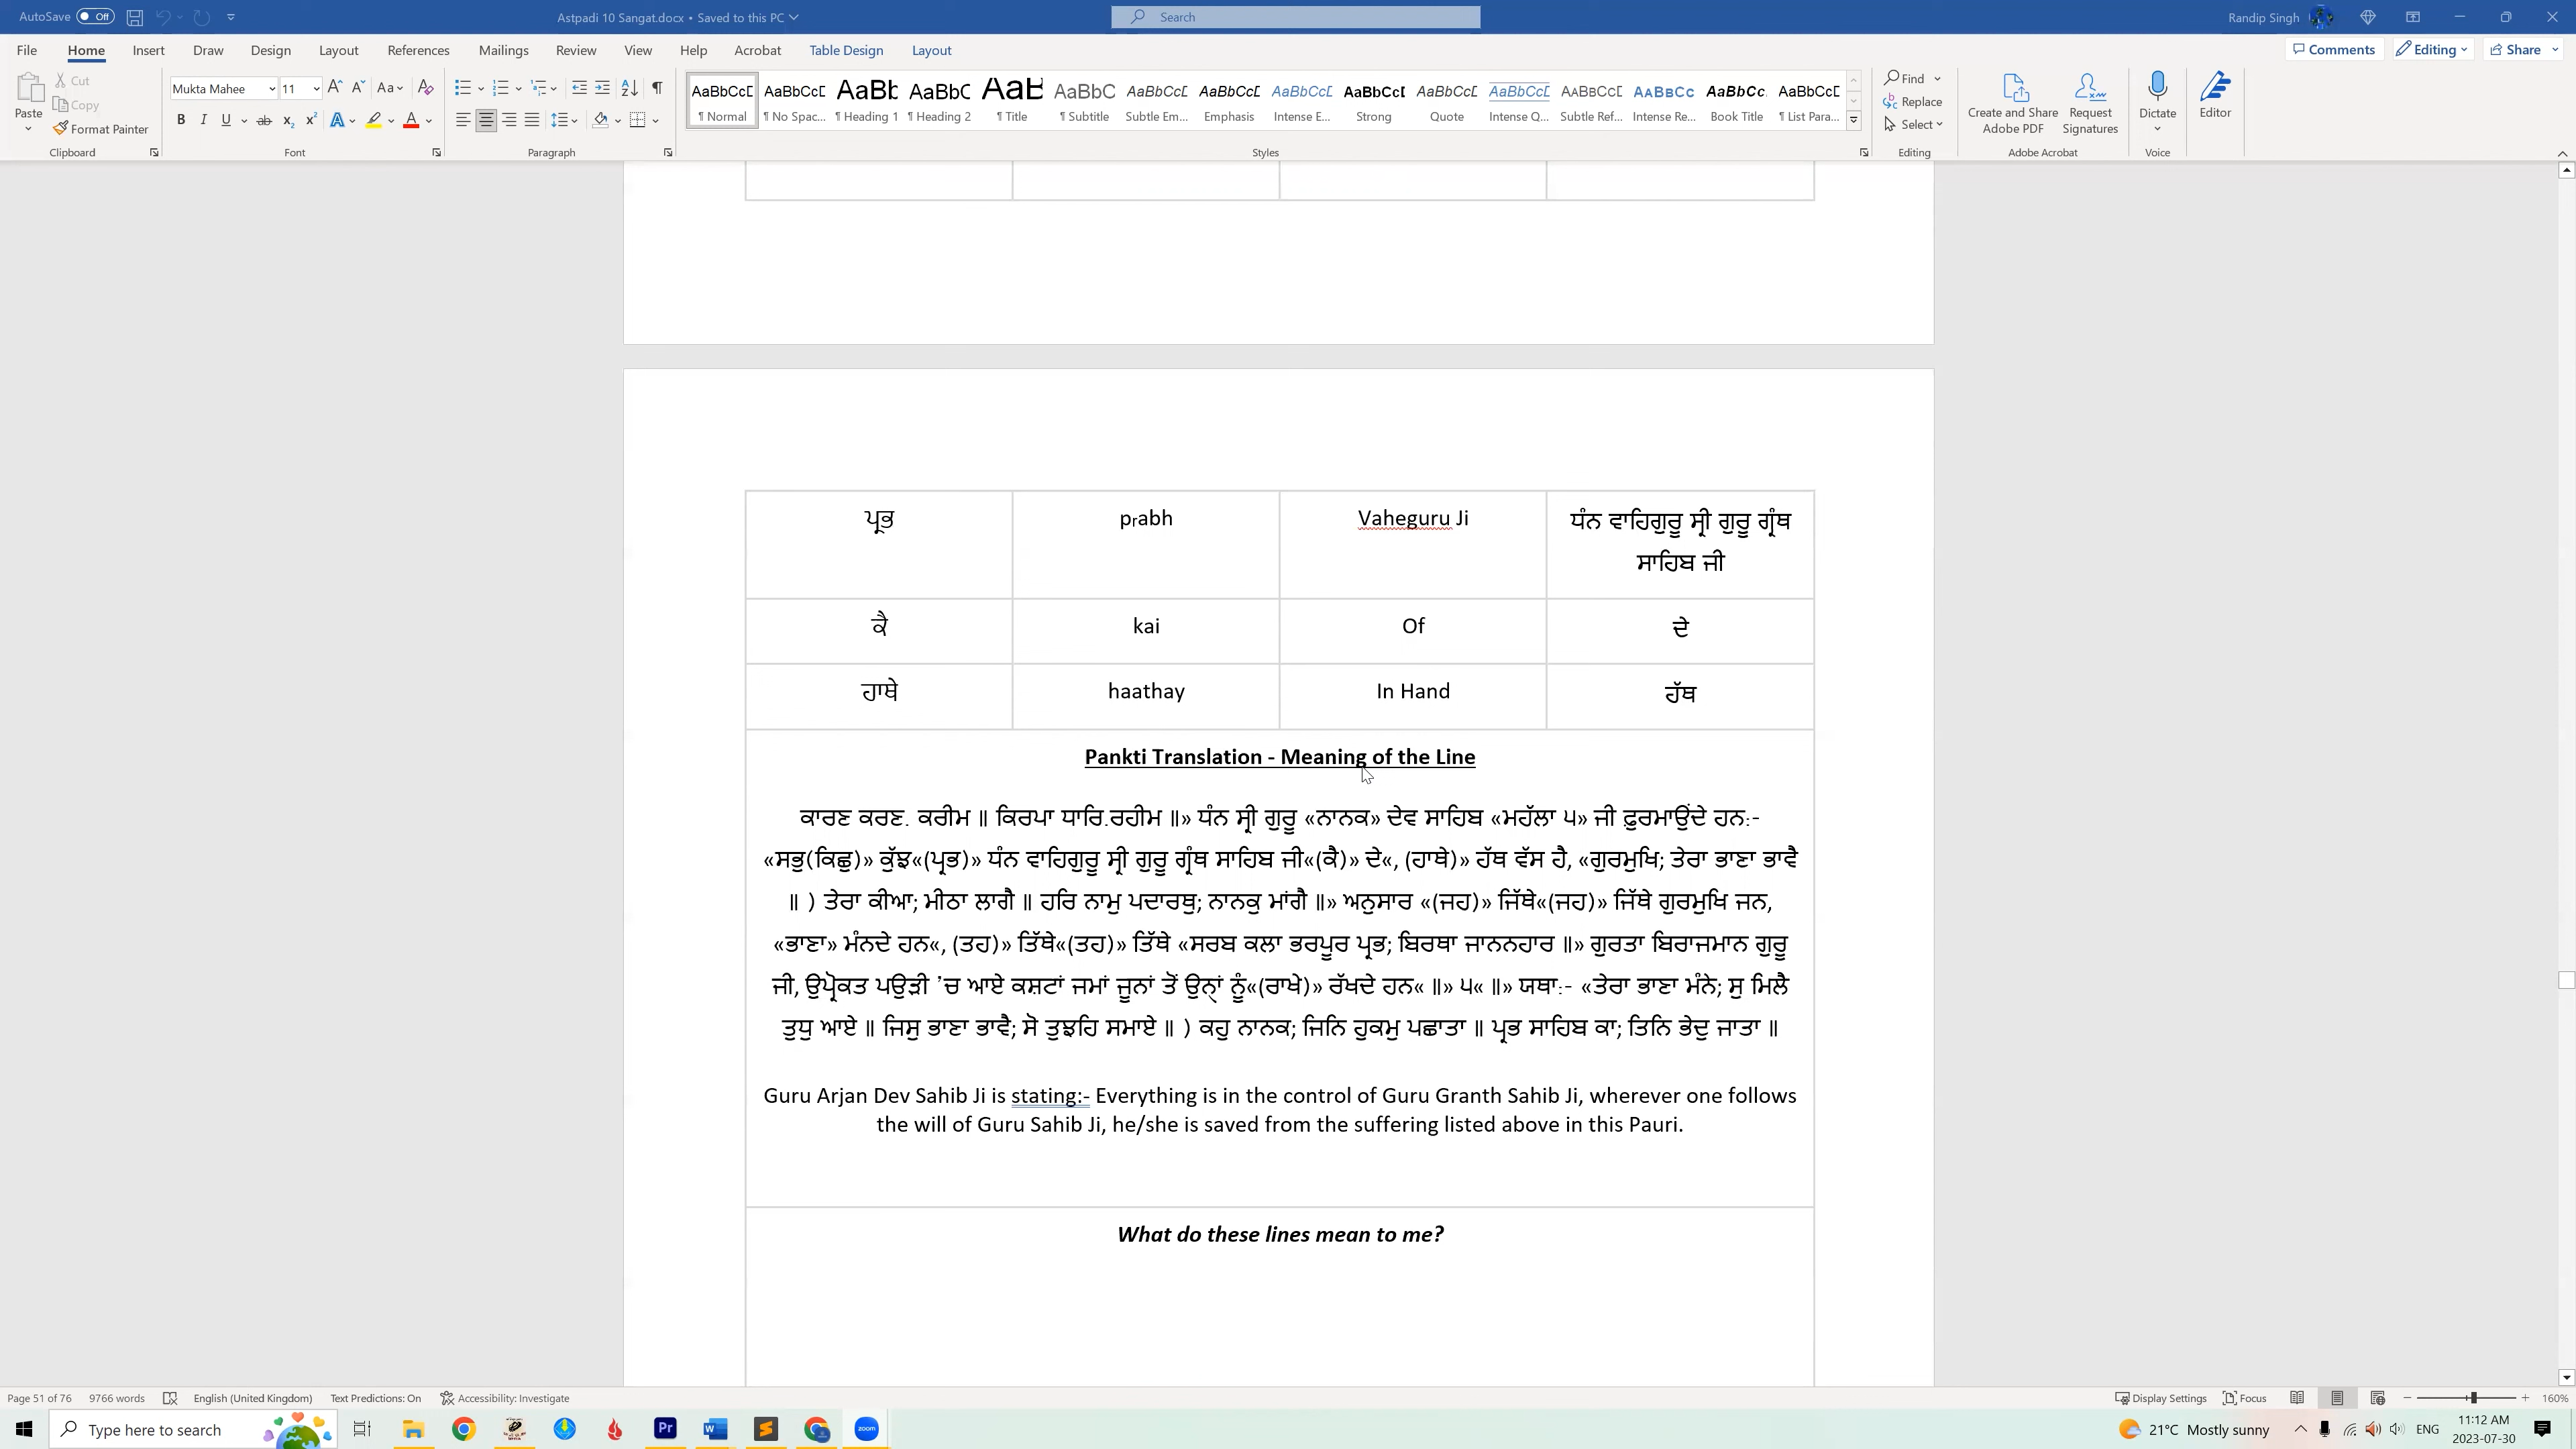 AutoSave Off Astpadi 10 Sangat.docx • Saved to this PC Search Randip Singh
File Home Insert Draw Design Layout References Mailings Review View Help Acrobat Table Design Layout Comments Editing Share
Paste Cut Copy Format Painter
Mukta Mahee 11
AaBbCcD AaBbCcD AaBb AaBbC AaB AaBbC AaBbCcD AaBbCcD AaBbCcD AaBbCcD AaBbCcD AaBbCcD AaBbCcD AaBbCc AaBbCc AaBbCcD
¶ Normal ¶ No Spac... ¶ Heading 1 ¶ Heading 2 ¶ Title ¶ Subtitle Subtle Em... Emphasis Intense E... Strong Quote Intense Q... Subtle Ref... Intense Re... Book Title ¶ List Para...
Find Replace Select
Create and Share Adobe PDF Request Signatures Dictate Editor
Clipboard Font Paragraph Styles Editing Adobe Acrobat Voice
ਪ੍ਰਭ prabh Vaheguru Ji ਧੰਨ ਵਾਹਿਗੁਰੂ ਸ੍ਰੀ ਗੁਰੂ ਗ੍ਰੰਥ
ਸਾਹਿਬ ਜੀ
ਕੈ kai Of ਦੇ
ਹਾਥੇ haathay In Hand ਹੱਥ
Pankti Translation - Meaning of the Line
ਕਾਰਣ ਕਰਣ. ਕਰੀਮ ॥ ਕਿਰਪਾ ਧਾਰਿ.ਰਹੀਮ ॥» ਧੰਨ ਸ੍ਰੀ ਗੁਰੂ «ਨਾਨਕ» ਦੇਵ ਸਾਹਿਬ «ਮਹੱਲਾ ੫» ਜੀ ਫ਼ੁਰਮਾਉਂਦੇ ਹਨ:-
«ਸਭੁ(ਕਿਛੁ)» ਕੁੱਝ«(ਪ੍ਰਭ)» ਧੰਨ ਵਾਹਿਗੁਰੂ ਸ੍ਰੀ ਗੁਰੂ ਗ੍ਰੰਥ ਸਾਹਿਬ ਜੀ«(ਕੈ)» ਦੇ«, (ਹਾਥੇ)» ਹੱਥ ਵੱਸ ਹੈ, «ਗੁਰਮੁਖਿ; ਤੇਰਾ ਭਾਣਾ ਭਾਵੈ
॥ ) ਤੇਰਾ ਕੀਆ; ਮੀਠਾ ਲਾਗੈ ॥ ਹਰਿ ਨਾਮੁ ਪਦਾਰਥੁ; ਨਾਨਕੁ ਮਾਂਗੈ ॥» ਅਨੁਸਾਰ «(ਜਹ)» ਜਿੱਥੇ«(ਜਹ)» ਜਿੱਥੇ ਗੁਰਮੁਖਿ ਜਨ,
«ਭਾਣਾ» ਮੰਨਦੇ ਹਨ«, (ਤਹ)» ਤਿੱਥੇ«(ਤਹ)» ਤਿੱਥੇ «ਸਰਬ ਕਲਾ ਭਰਪੂਰ ਪ੍ਰਭ; ਬਿਰਥਾ ਜਾਨਨਹਾਰ ॥» ਗੁਰਤਾ ਬਿਰਾਜਮਾਨ ਗੁਰੂ
ਜੀ, ਉਪ੍ਰੋਕਤ ਪਉੜੀ ’ਚ ਆਏ ਕਸ਼ਟਾਂ ਜਮਾਂ ਜੂਨਾਂ ਤੋਂ ਉਨ੍ਹਾਂ ਨੂੰ«(ਰਾਖੇ)» ਰੱਖਦੇ ਹਨ« ॥» ੫« ॥» ਯਥਾ:- «ਤੇਰਾ ਭਾਣਾ ਮੰਨੇ; ਸੁ ਮਿਲੈ
ਤੁਧੁ ਆਏ ॥ ਜਿਸੁ ਭਾਣਾ ਭਾਵੈ; ਸੋ ਤੁਝਹਿ ਸਮਾਏ ॥ ) ਕਹੁ ਨਾਨਕ; ਜਿਨਿ ਹੁਕਮੁ ਪਛਾਤਾ ॥ ਪ੍ਰਭ ਸਾਹਿਬ ਕਾ; ਤਿਨਿ ਭੇਦੁ ਜਾਤਾ ॥
Guru Arjan Dev Sahib Ji is stating:- Everything is in the control of Guru Granth Sahib Ji, wherever one follows
the will of Guru Sahib Ji, he/she is saved from the suffering listed above in this Pauri.
What do these lines mean to me?
Page 51 of 76 9766 words English (United Kingdom) Text Predictions: On Accessibility: Investigate Display Settings Focus 160%
Type here to search zoom 21°C Mostly sunny ENG 11:12 AM
2023-07-30